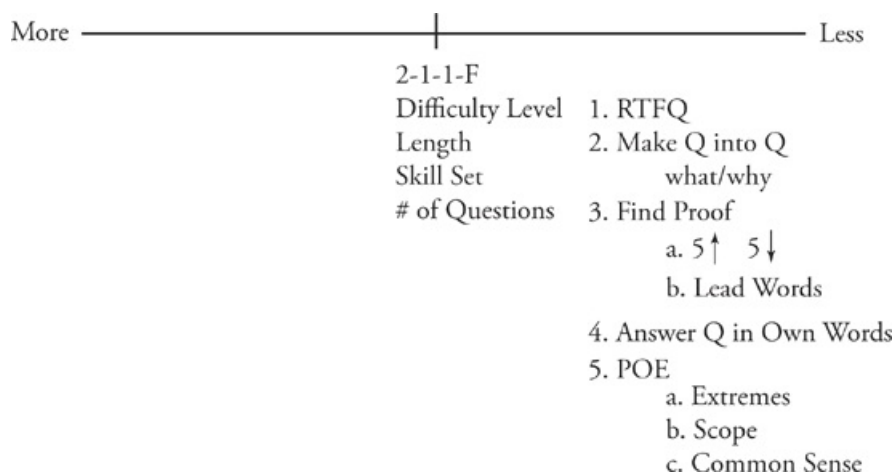 More Less
2-1-1-F
Difficulty Level
Length
Skill Set
# of Questions
1. RTFQ
2. Make Q into Q
what/why
3. Find Proof
a. 5↑ 5↓
b. Lead Words
4. Answer Q in Own Words
5. POE
a. Extremes
b. Scope
c. Common Sense